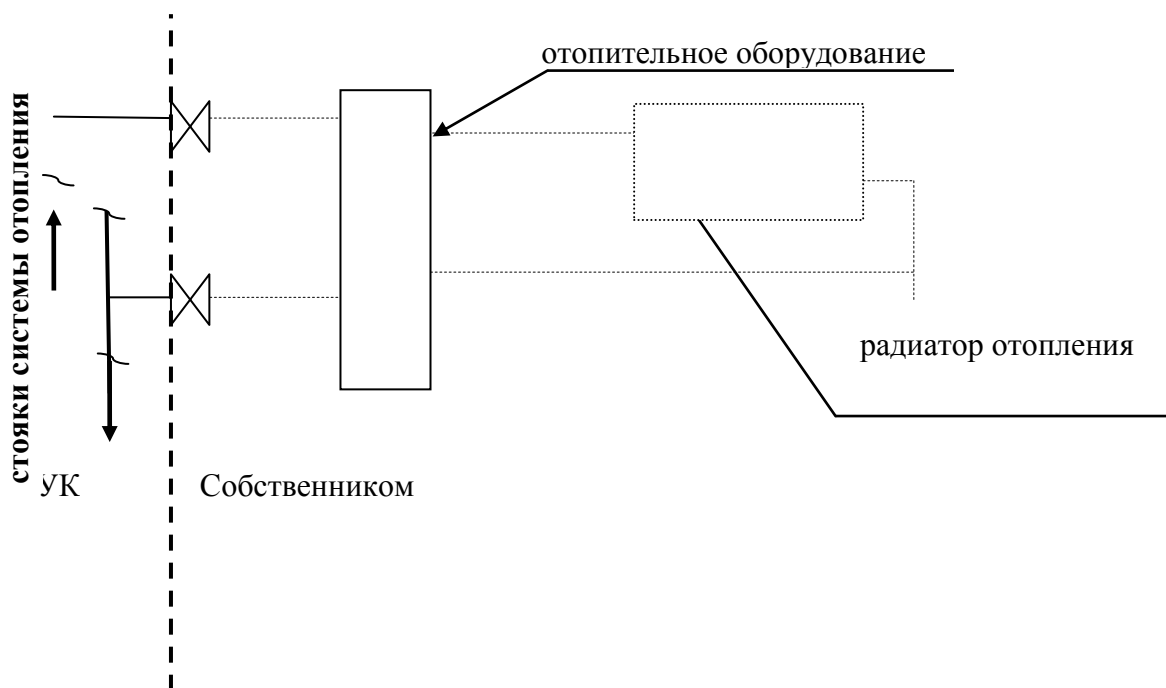 отопительное оборудование
стояки системы отопления
радиатор отопления
УК
Собственником